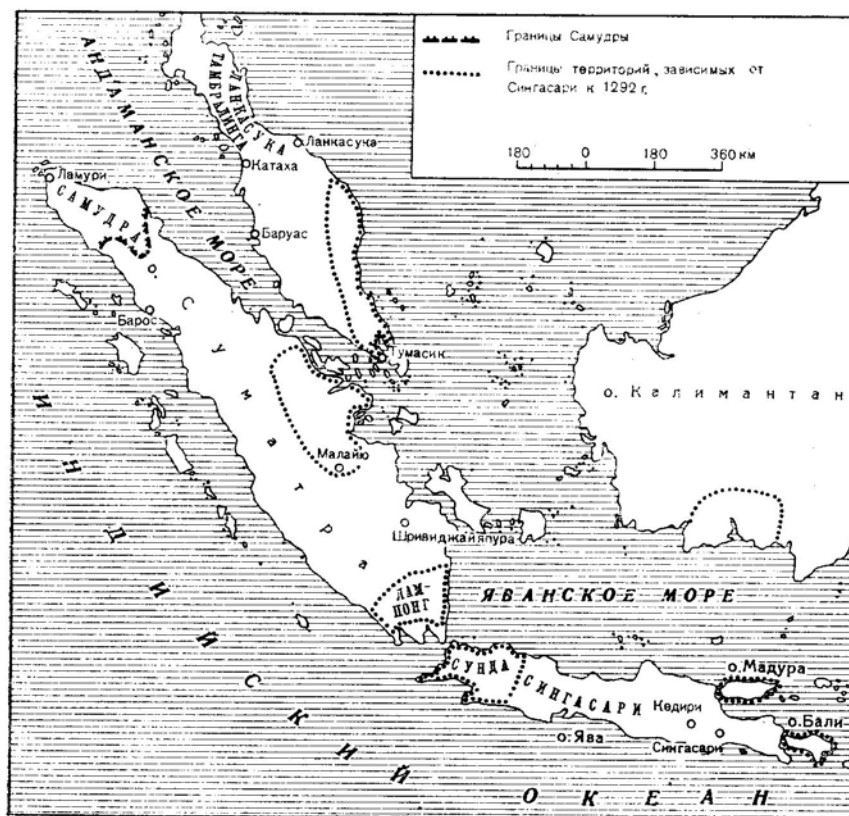 Границы Самудры
Границы территорий, зависимых от
Сингасари к 1292 г.
180 0 180 360 км
АНДАМАНСКОЕ МОРЕ
ТАМБРАЛИНГА
ЛАНКАСУКА
Ланкасука
Катаха
Ламури
САМУДРА
Баруас
Барос
о. Суматра
Тумасик
о. Калимантан
Малайю
Шривиджайяпура
ЛАМ-
ПОНГ
ЯВАНСКОЕ МОРЕ
СУНДА
СИНГАСАРИ
о. Мадура
Кедири
о. Бали
о. Ява
Сингасари
ИНДИЙСКИЙ
ОКЕАН